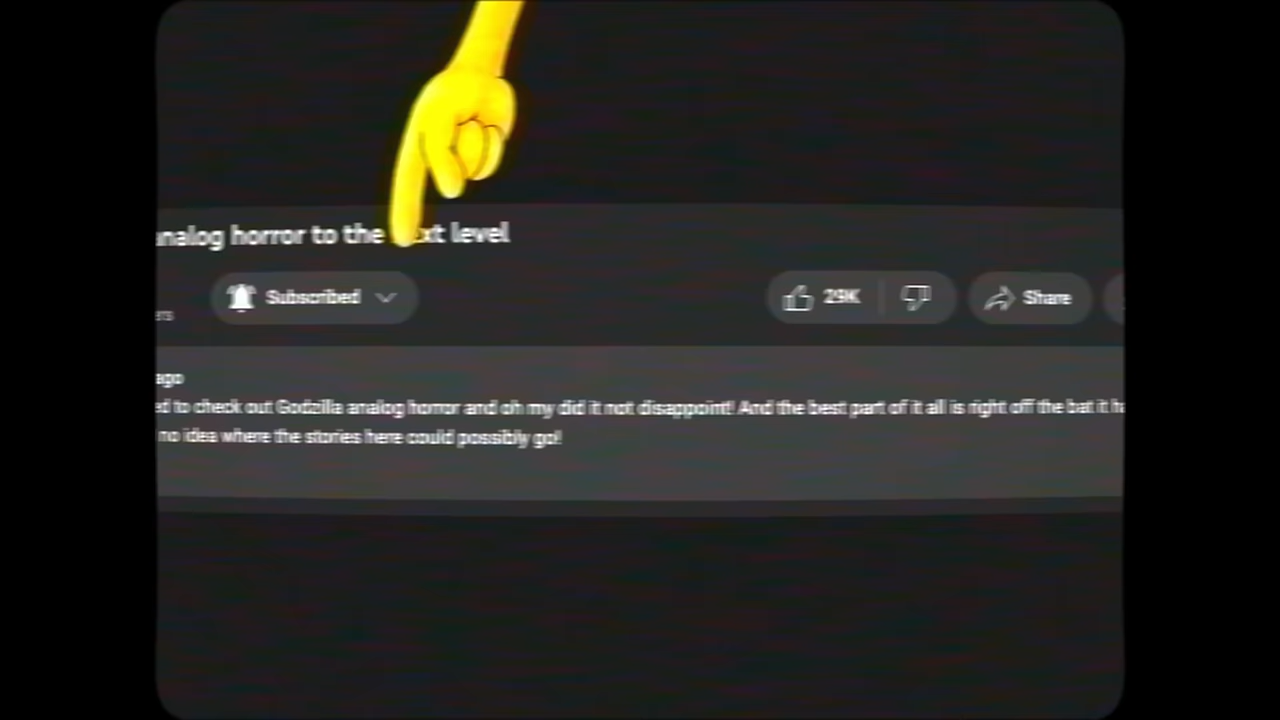 analog horror to the next level
Subscribed
29K
Share
ers
ago
ed to check out Godzilla analog horror and oh my did it not disappoint! And the best part of it all is right off the bat it ha
no idea where the stories here could possibly go!